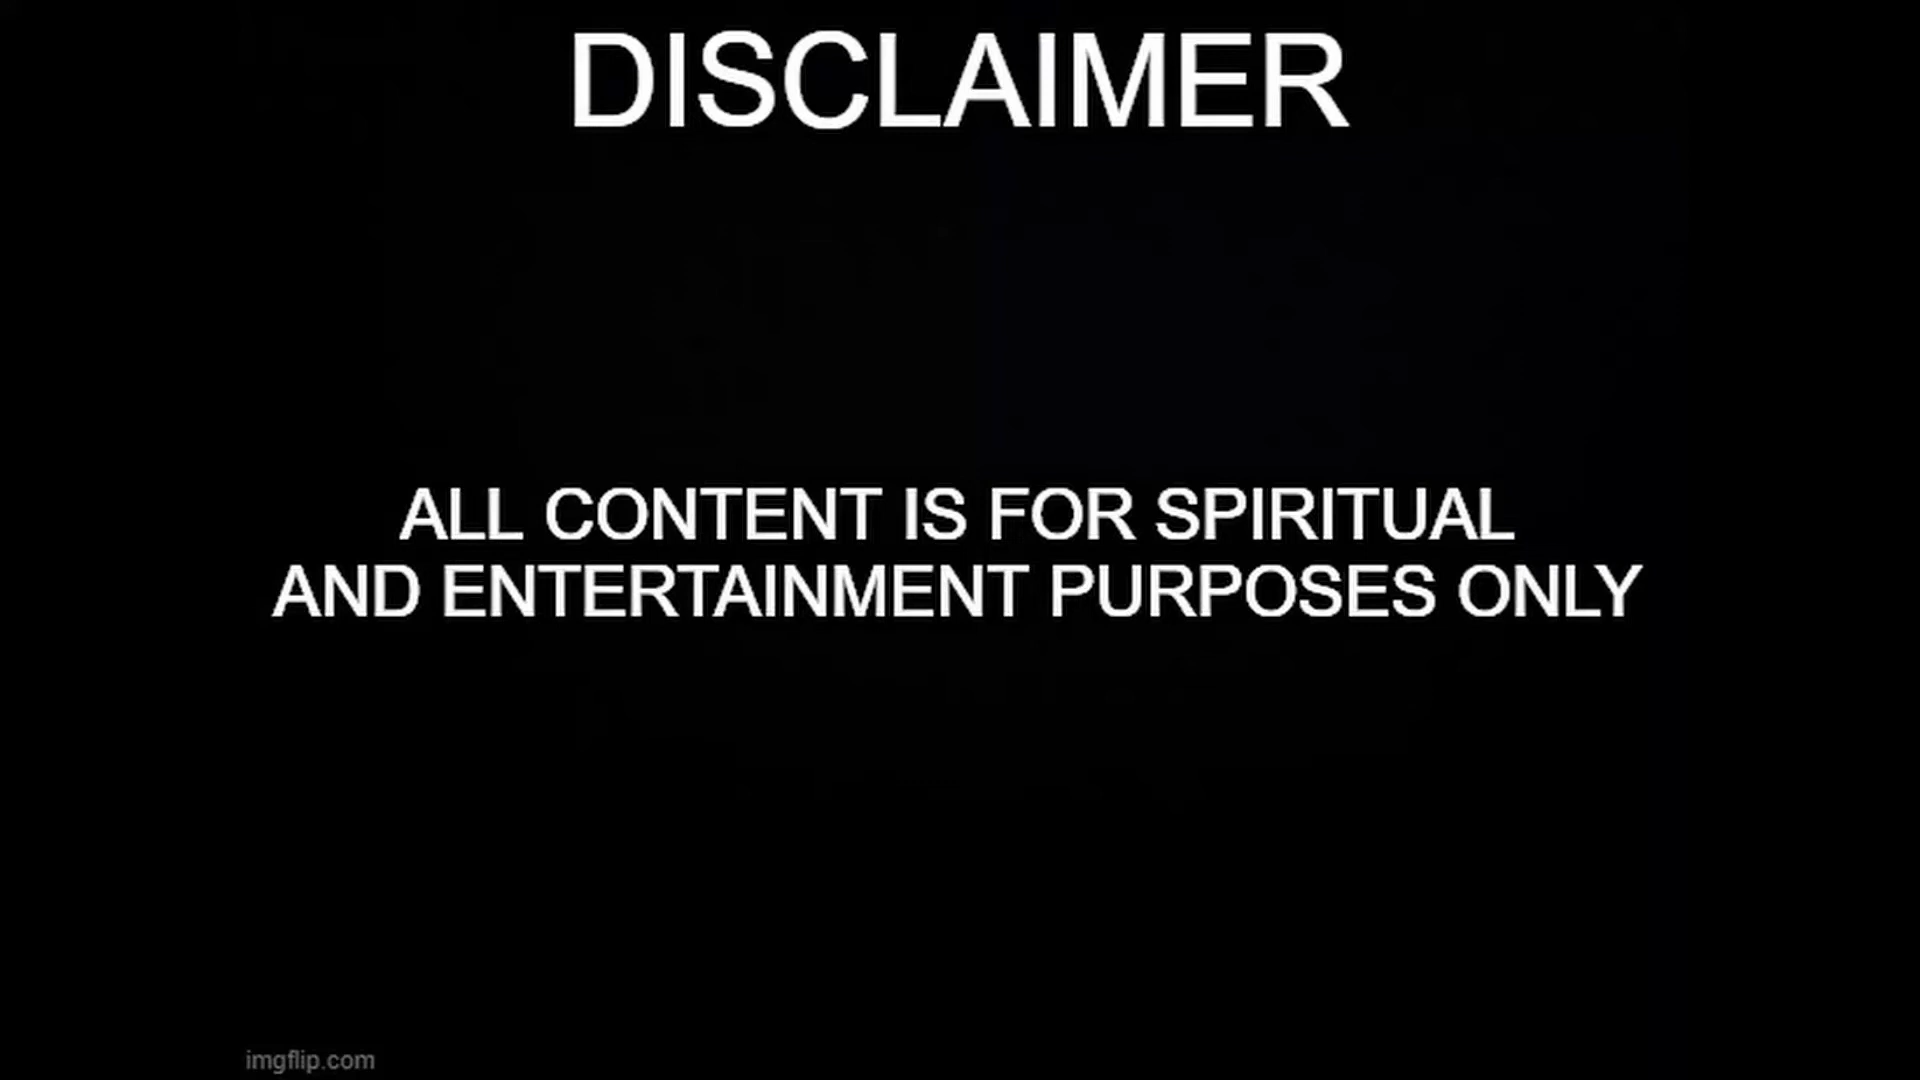 DISCLAIMER
ALL CONTENT IS FOR SPIRITUAL
AND ENTERTAINMENT PURPOSES ONLY
imgflip.com